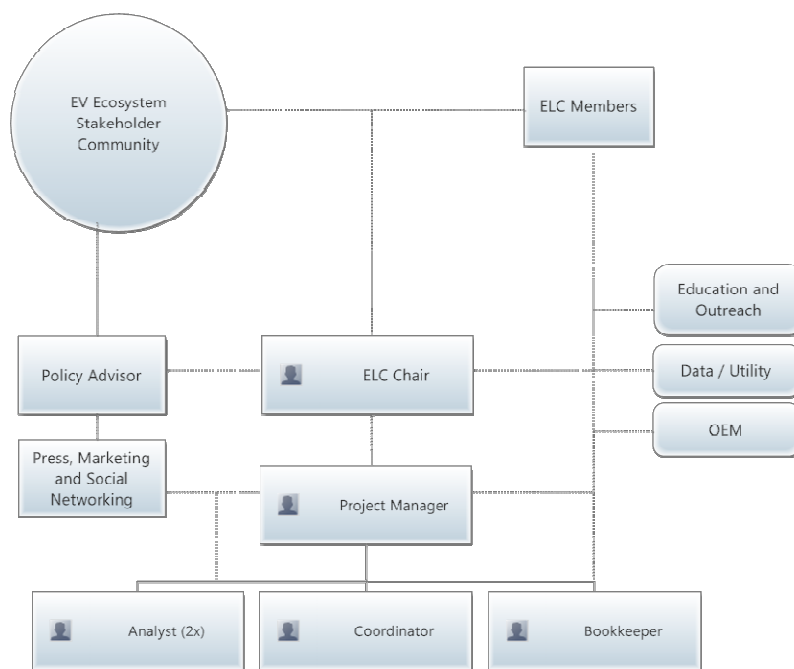 EV Ecosystem
Stakeholder
Community
ELC Members
Education and
Outreach
Policy Advisor
ELC Chair
Data / Utility
OEM
Press, Marketing
and Social
Networking
Project Manager
Analyst (2x)
Coordinator
Bookkeeper